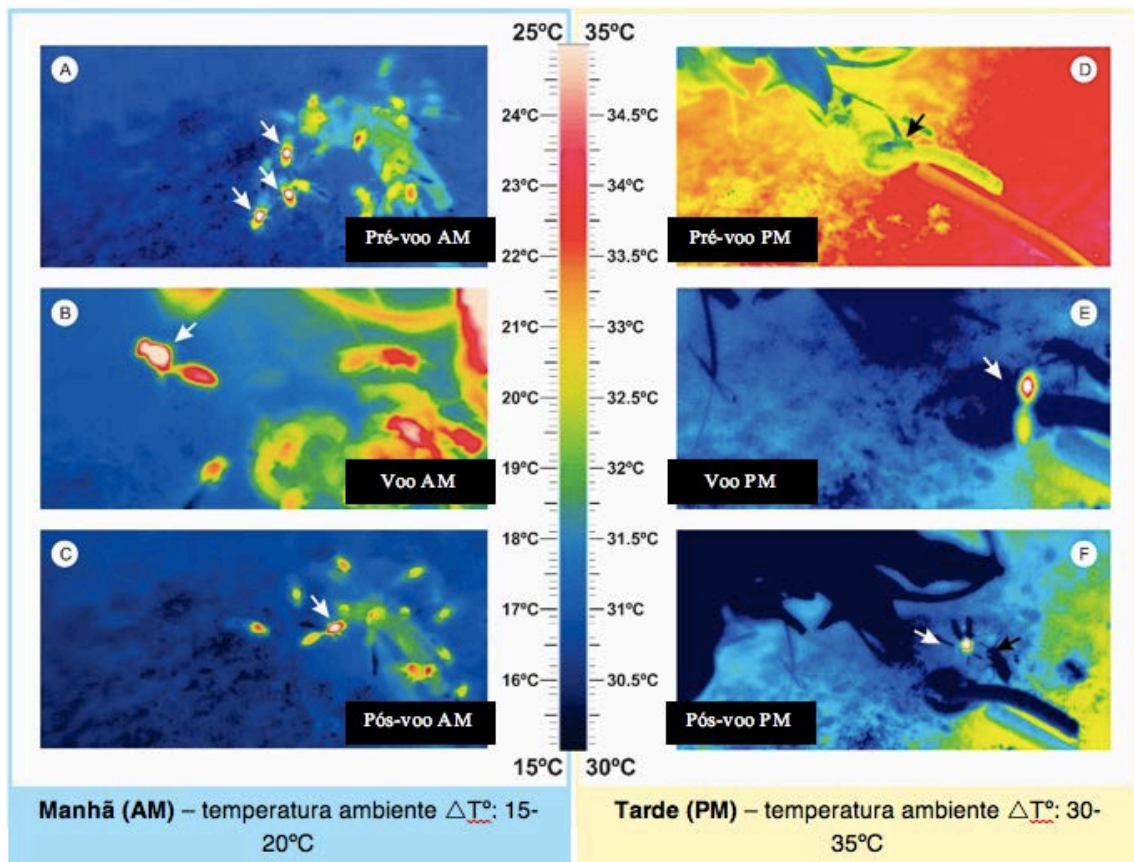 25ºC 35ºC
A
D
24ºC 34.5ºC
23ºC 34ºC
Pré-voo AM
Pré-voo PM
22ºC 33.5ºC
B
E
21ºC 33ºC
20ºC 32.5ºC
19ºC 32ºC
Voo AM
Voo PM
18ºC 31.5ºC
C
F
17ºC 31ºC
16ºC 30.5ºC
Pós-voo AM
Pós-voo PM
15ºC 30ºC
Manhã (AM) – temperatura ambiente △Tº: 15-
20ºC
Tarde (PM) – temperatura ambiente △Tº: 30-
35ºC